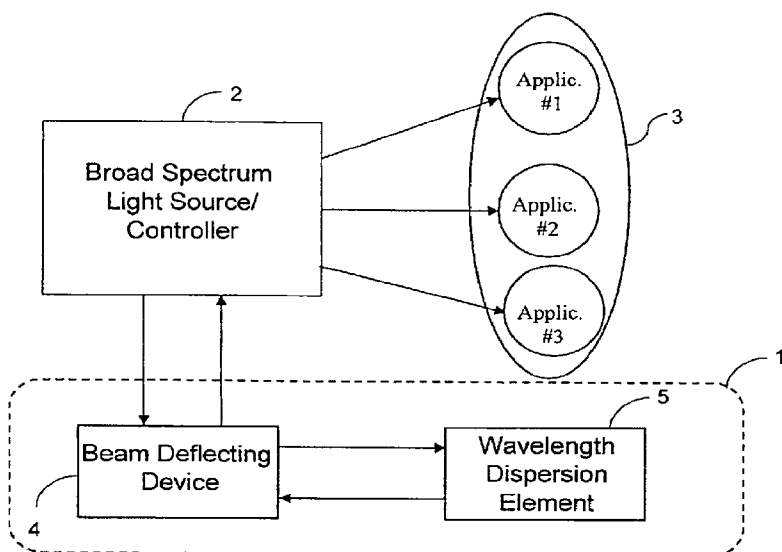 2
Broad Spectrum
Light Source/
Controller
Applic.
#1
3
Applic.
#2
Applic.
#3
1
Beam Deflecting
Device
4
5
Wavelength
Dispersion
Element